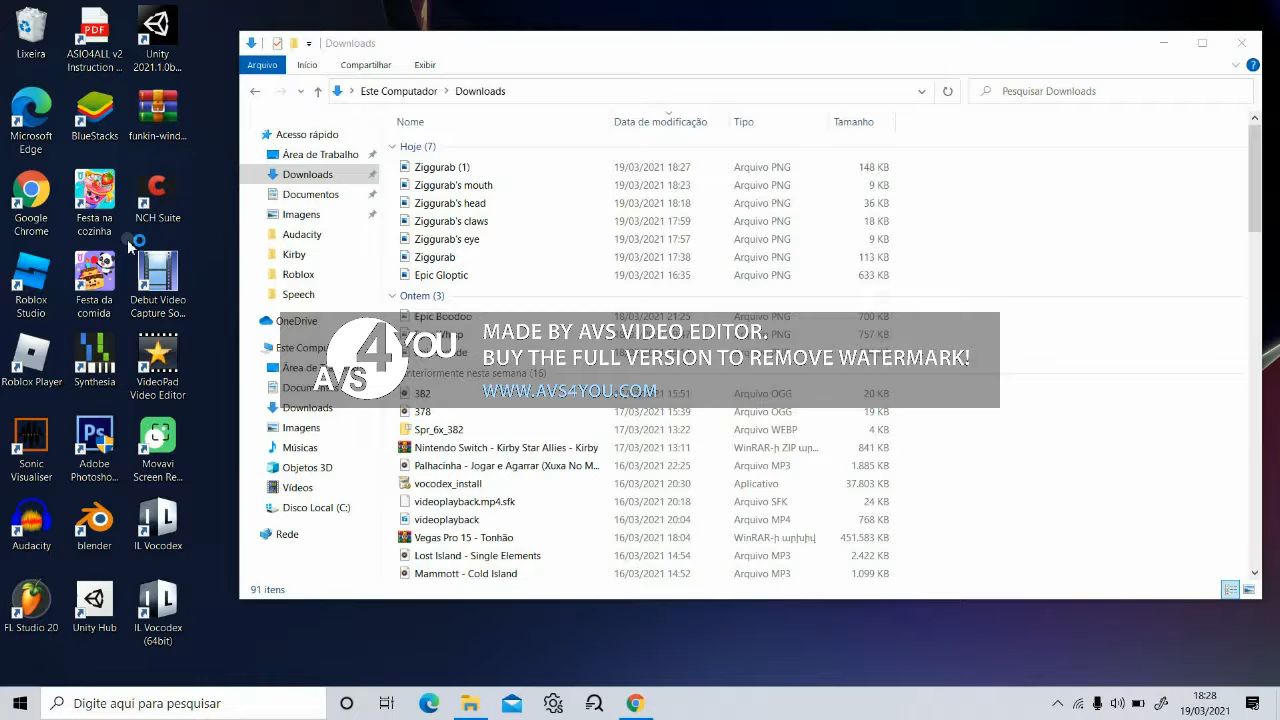 Lixeira
ASIO4ALL v2
Instruction ...
Unity
2021.1.0b...
Microsoft
Edge
BlueStacks
funkin-wind...
Google
Chrome
Festa na
cozinha
NCH Suite
Roblox
Studio
Festa da
comida
Debut Video
Capture So...
Roblox Player
Synthesia
VideoPad
Video Editor
Sonic
Visualiser
Adobe
Photosho...
Movavi
Screen Re...
Audacity
blender
IL Vocodex
FL Studio 20
Unity Hub
IL Vocodex
(64bit)
Downloads
Arquivo
Início
Compartilhar
Exibir
Este Computador
Downloads
Pesquisar Downloads
Nome
Data de modificação
Tipo
Tamanho
Acesso rápido
Área de Trabalho
Downloads
Documentos
Imagens
Audacity
Kirby
Roblox
Speech
OneDrive
Downloads
Imagens
Músicas
Objetos 3D
Vídeos
Disco Local (C:)
Rede
Hoje (7)
Ziggurab (1) 19/03/2021 18:27 Arquivo PNG 148 KB
Ziggurab's mouth 19/03/2021 18:23 Arquivo PNG 9 KB
Ziggurab's head 19/03/2021 18:18 Arquivo PNG 36 KB
Ziggurab's claws 19/03/2021 17:59 Arquivo PNG 18 KB
Ziggurab's eye 19/03/2021 17:57 Arquivo PNG 9 KB
Ziggurab 19/03/2021 17:38 Arquivo PNG 113 KB
Epic Gloptic 19/03/2021 16:35 Arquivo PNG 633 KB
Ontem (3)
Epic Boodoo 18/03/2021 21:25 Arquivo PNG 700 KB
Arquivo PNG 757 KB
AVS4YOU
MADE BY AVS VIDEO EDITOR.
BUY THE FULL VERSION TO REMOVE WATERMARK!
WWW.AVS4YOU.COM
nteriormente nesta semana (16)
382 15:51 Arquivo OGG 20 KB
378 17/03/2021 15:39 Arquivo OGG 19 KB
Spr_6x_382 17/03/2021 13:22 Arquivo WEBP 4 KB
Nintendo Switch - Kirby Star Allies - Kirby 17/03/2021 13:11 WinRAR-ի ZIP ար... 841 KB
Palhacinha - Jogar e Agarrar (Xuxa No M... 16/03/2021 22:25 Arquivo MP3 1.885 KB
vocodex_install 16/03/2021 20:30 Aplicativo 37.803 KB
videoplayback.mp4.sfk 16/03/2021 20:18 Arquivo SFK 24 KB
videoplayback 16/03/2021 20:04 Arquivo MP4 768 KB
Vegas Pro 15 - Tonhão 16/03/2021 18:04 WinRAR-ի արխիվ 451.583 KB
Lost Island - Single Elements 16/03/2021 14:54 Arquivo MP3 2.422 KB
Mammott - Cold Island 16/03/2021 14:52 Arquivo MP3 1.099 KB
91 itens
Digite aqui para pesquisar
18:28
19/03/2021